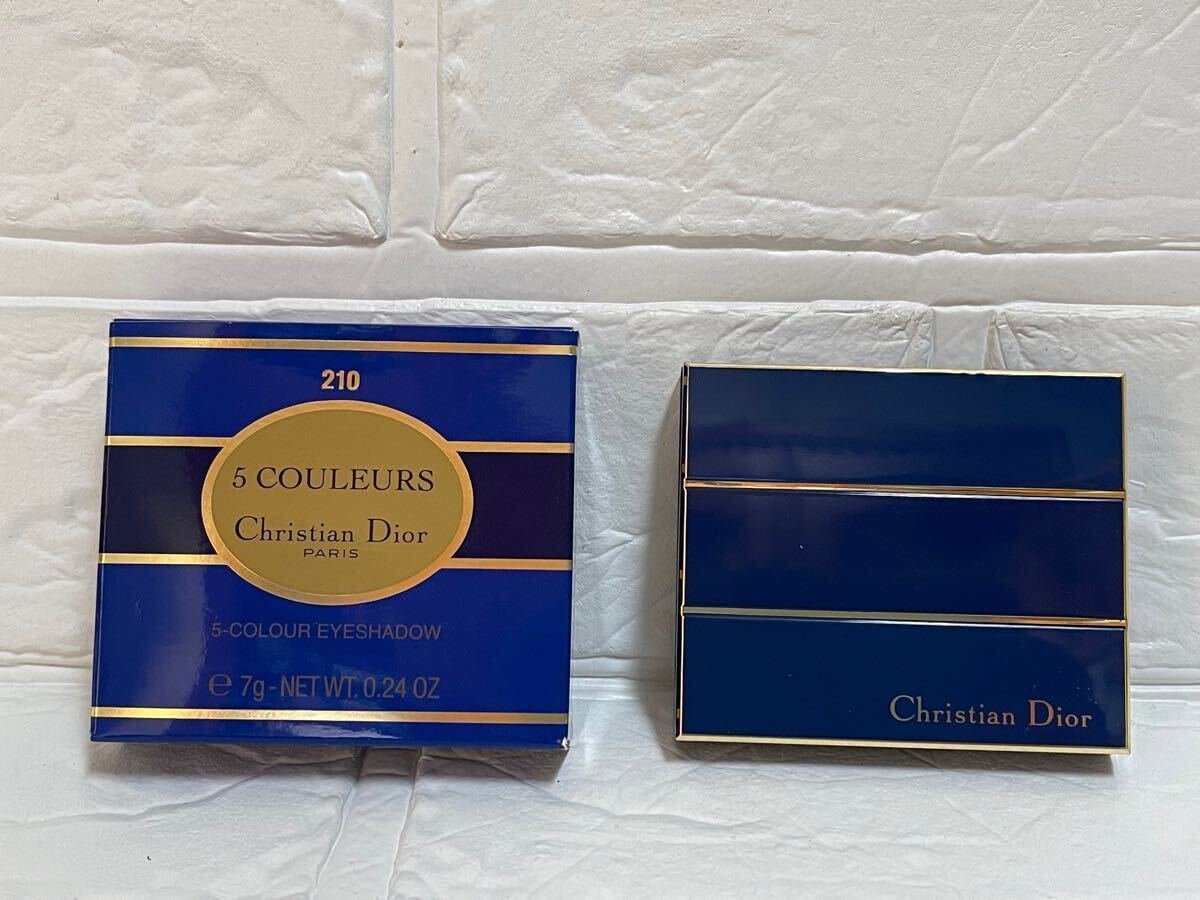 210
5 COULEURS
Christian Dior
PARIS
5-COLOUR EYESHADOW
℮ 7g-NET WT. 0.24 OZ
Christian Dior